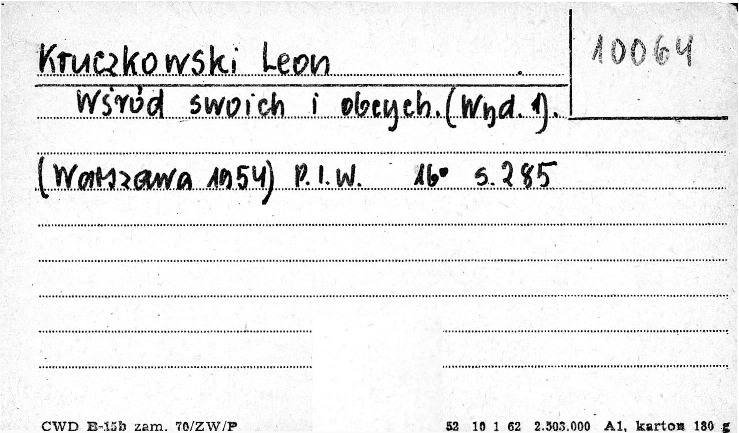 Kruczkowski Leon
10064
Wśród swoich i obcych. (Wyd. 1).
(Warszawa 1954) P.I.W. 16° s. 285
CWD B-15b zam. 70/ZW/P
52 10 1 62 2.503.000 A1, karton 180 g